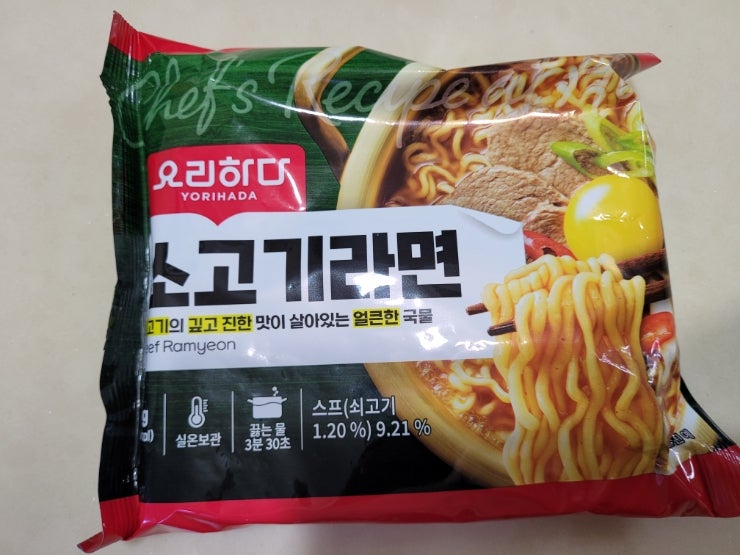 Chef's Recipe
요리하다
YORIHADA
소고기라면
고기의 깊고 진한 맛이 살아있는 얼큰한 국물
ef Ramyeon
g
실온보관
끓는 물
3분 30초
스프(쇠고기
1.20 %) 9.21 %